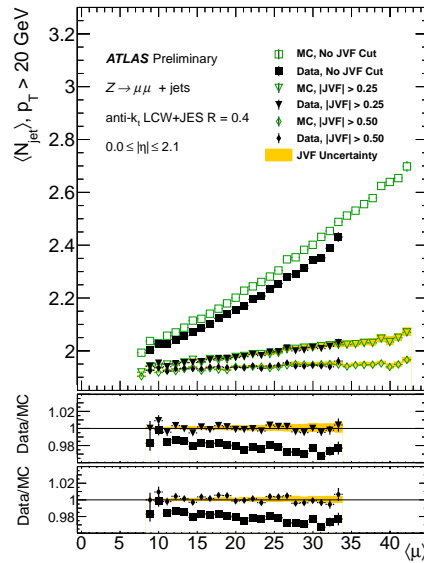 ⟨N_jet⟩, p_T > 20 GeV
3.2
3
2.8
2.6
2.4
2.2
2
ATLAS Preliminary
Z→μμ + jets
anti-k_t LCW+JES R = 0.4
0.0 ≤ |η| ≤ 2.1
MC, No JVF Cut
Data, No JVF Cut
MC, |JVF| > 0.25
Data, |JVF| > 0.25
MC, |JVF| > 0.50
Data, |JVF| > 0.50
JVF Uncertainty
Data/MC
1.02
1
0.98
Data/MC
1.02
1
0.98
0 5 10 15 20 25 30 35 40
⟨μ⟩